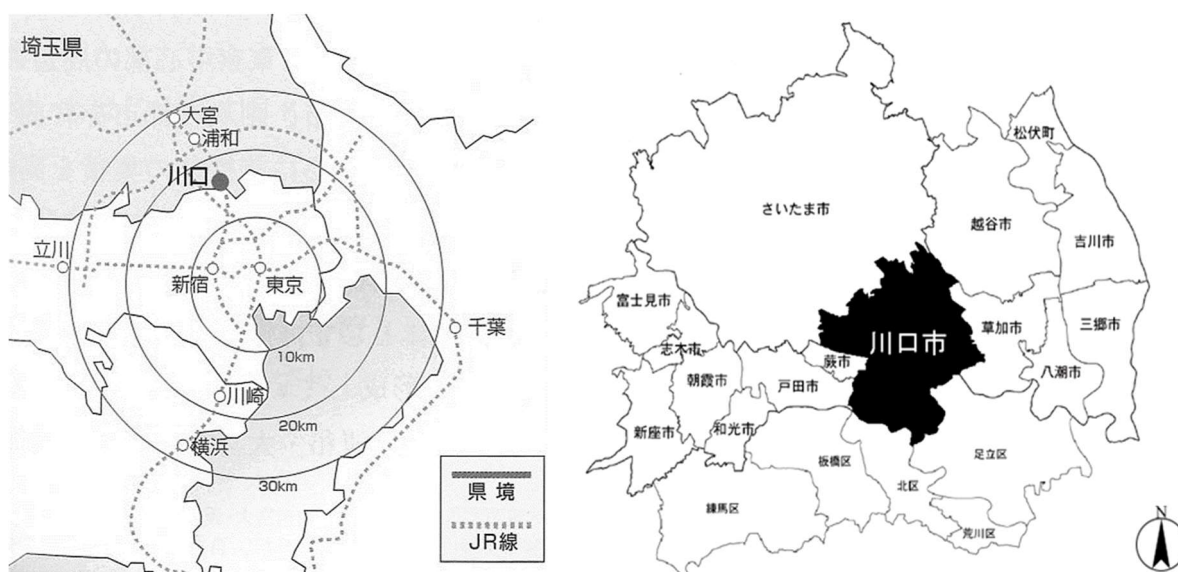 埼玉県
大宮
浦和
川口
立川
新宿
東京
千葉
10km
川崎
20km
横浜
30km
県境
JR線
松伏町
さいたま市
越谷市
吉川市
富士見市
川口市
草加市
三郷市
志木市
蕨市
朝霞市
戸田市
八潮市
新座市
和光市
板橋区
足立区
北区
練馬区
荒川区
N